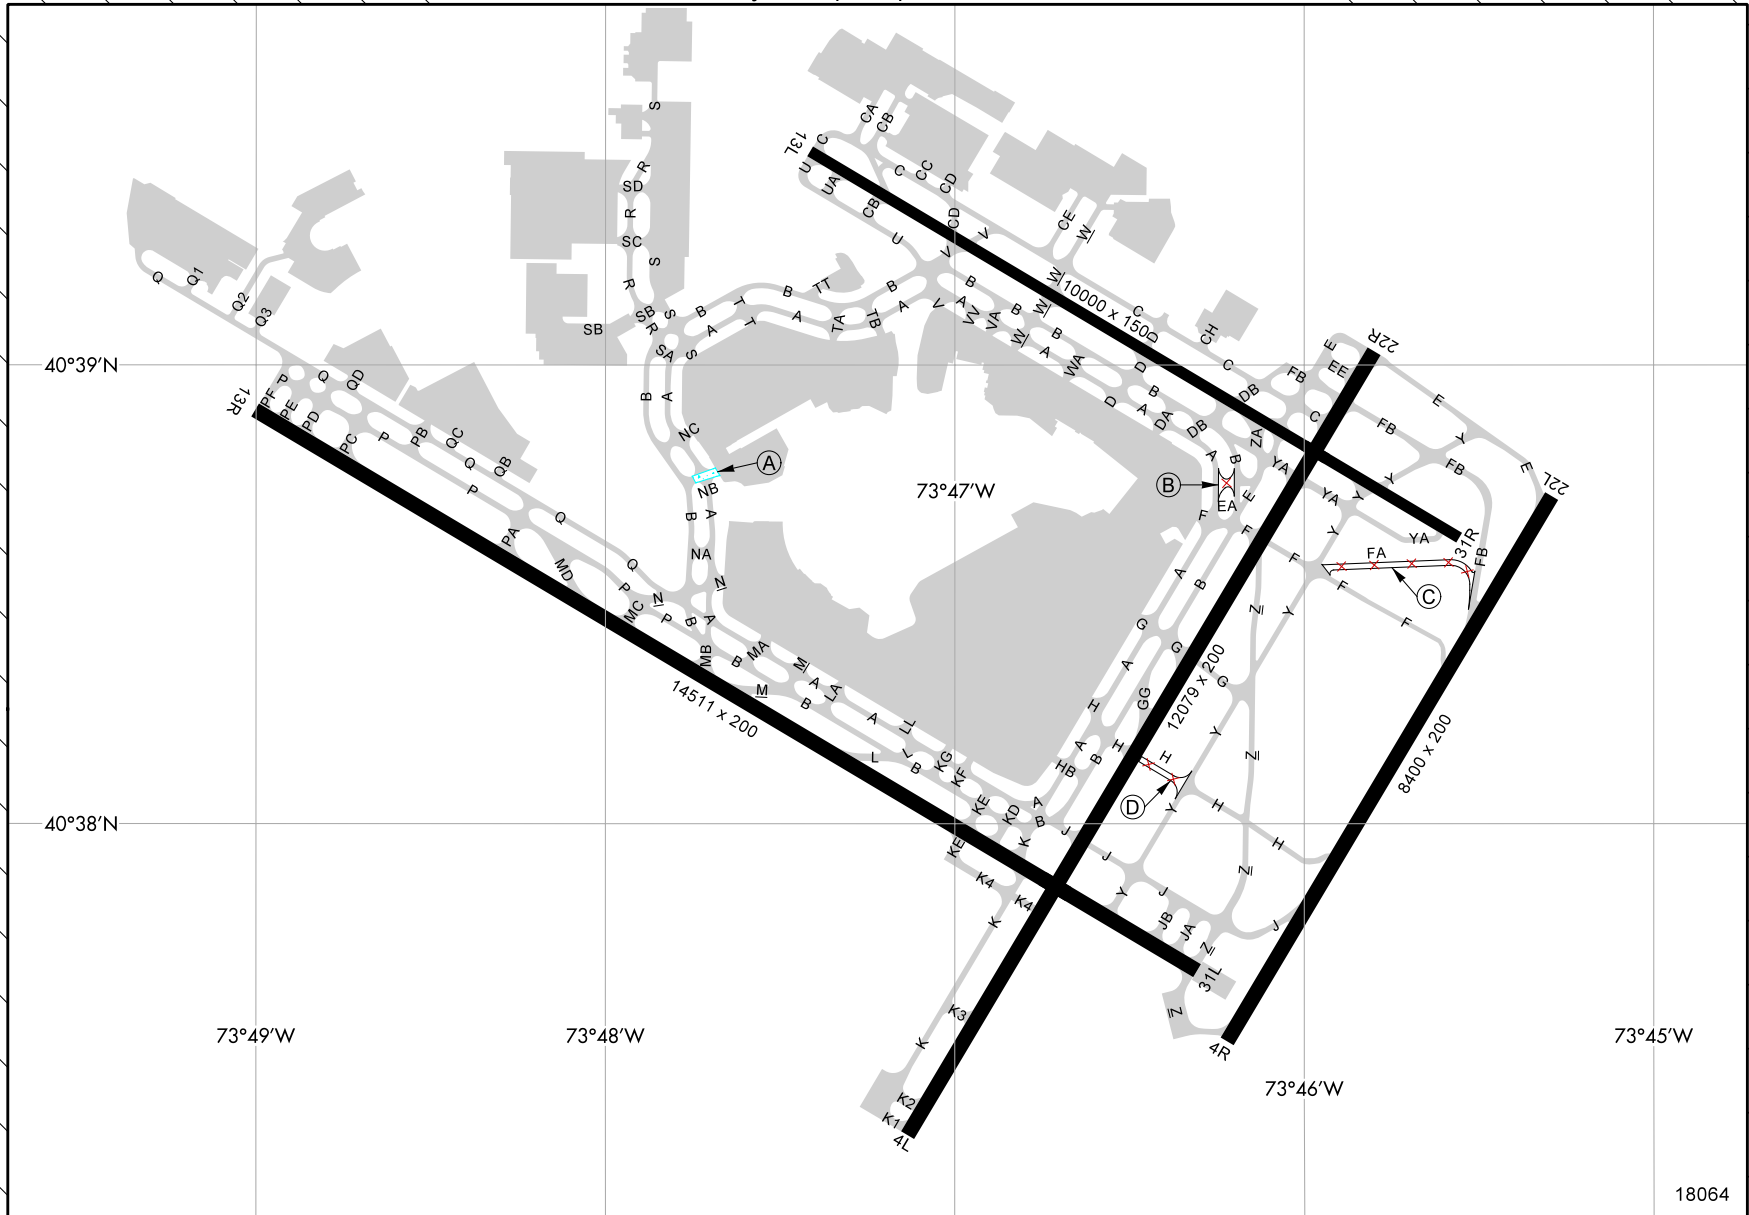 S
CA
CB
13L
C
U
UA
C
CC
CD
R
SD
R
SC
S
R
CB
CD
U
V
V
CE
W
Q
Q1
Q2
Q3
SB
SB
S
R
SA
S
B
A
T
T
B
A
TT
TA
TB
B
A
V
B
A
VV
VA
B
W
W
W
10000 x 150
C
D
B
A
WA
CH
C
D
B
D
A
DA
DB
DB
FB
E
EE
22R
E
40°39'N
13R
P
PF
PE
PD
Q
QD
PC
P
PB
QC
Q
QB
P
B
A
NC
A
NB
B
A
73°47'W
B
A
B
ZA
YA
C
FB
Y
FB
E
22L
EA
E
F
F
YA
Y
Y
Y
YA
31R
FB
FA
F
F
C
F
PA
Q
MD
Q
P
NA
N
N
MC
P
B
A
MB
B
MA
M
M
A
LA
B
14511 x 200
A
LL
L
L
B
KG
KF
A
B
G
G
A
GG
G
H
A
H
HB
B
12079 x 200
Z
Y
Y
Z
H
D
Y
H
H
8400 x 200
40°38'N
KE
KD
A
B
K
J
KE
K4
K4
J
Y
J
JB
JA
Z
Z
J
31L
K
K3
K
Z
73°49'W
73°48'W
73°45'W
4R
73°46'W
K2
K1
4L
18064